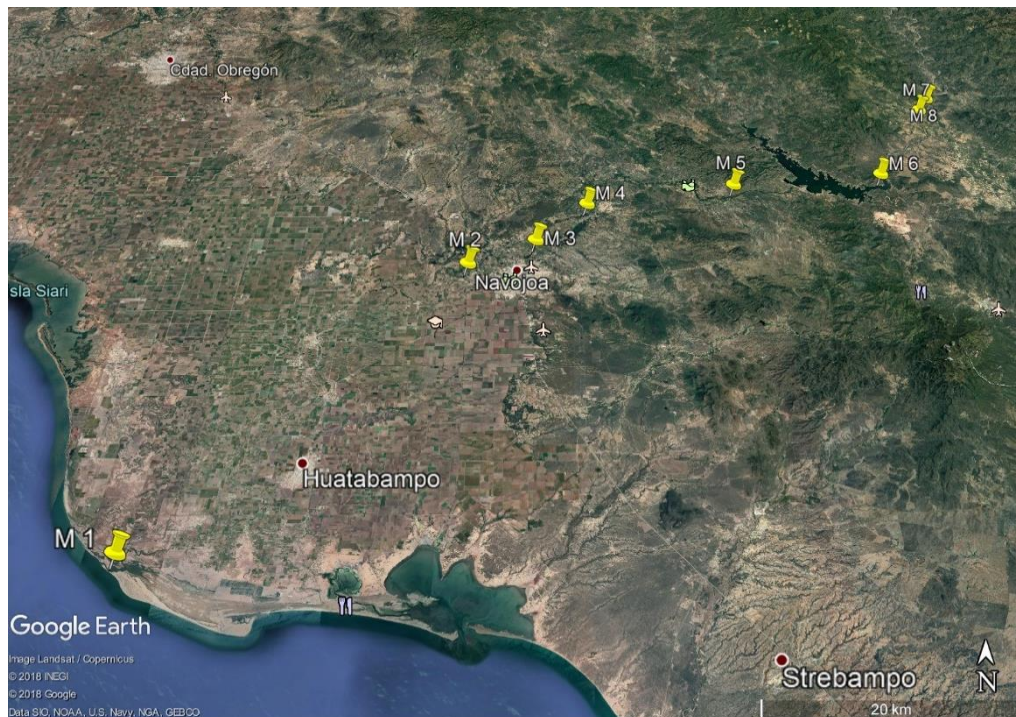 Cdad. Obregón
M 7
M 8
M 6
M 5
M 4
M 3
M 2
Navojoa
sla Siari
Huatabampo
M 1
Google Earth
Image Landsat / Copernicus
© 2018 INEGI
© 2018 Google
Data SIO, NOAA, U.S. Navy, NGA, GEBCO
Strebampo
N
20 km